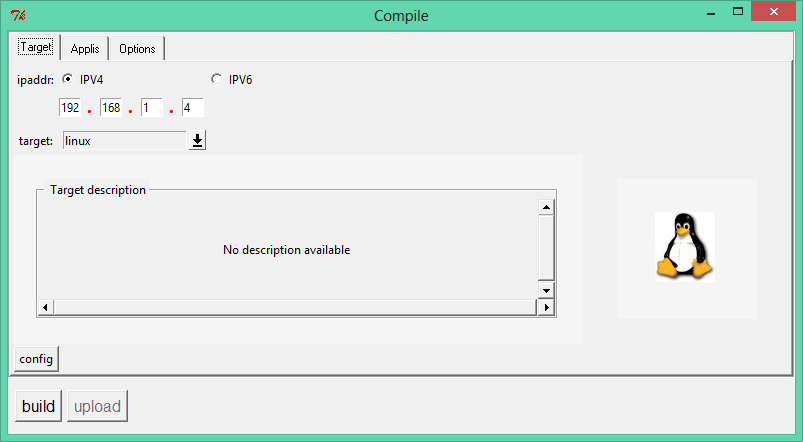 Compile
Target Applis Options
ipaddr: IPV4 IPV6
192 . 168 . 1 . 4
target: linux
Target description
No description available
config
build upload